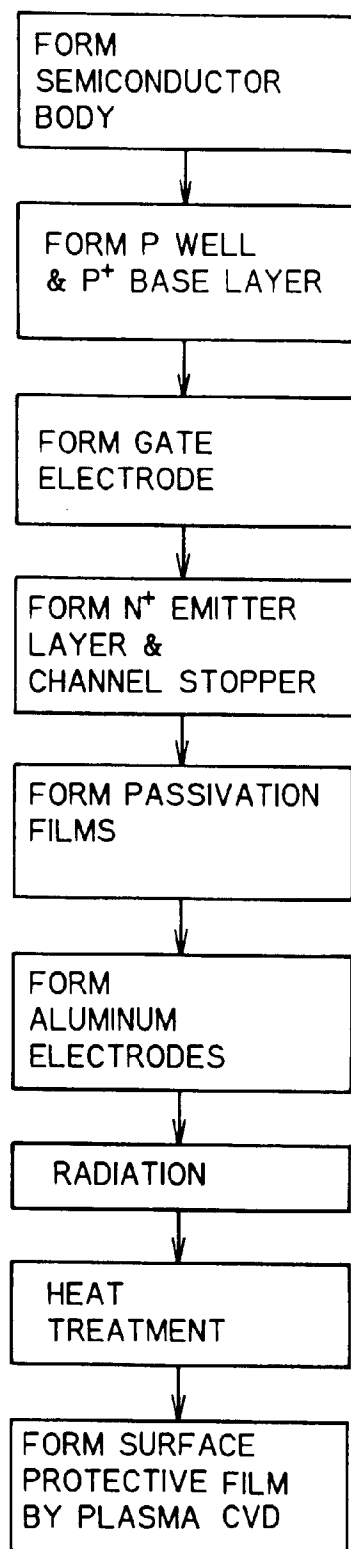 FORM
SEMICONDUCTOR
BODY
FORM P WELL
& P⁺ BASE LAYER
FORM GATE
ELECTRODE
FORM N⁺ EMITTER
LAYER &
CHANNEL STOPPER
FORM PASSIVATION
FILMS
FORM
ALUMINUM
ELECTRODES
RADIATION
HEAT
TREATMENT
FORM SURFACE
PROTECTIVE FILM
BY PLASMA CVD